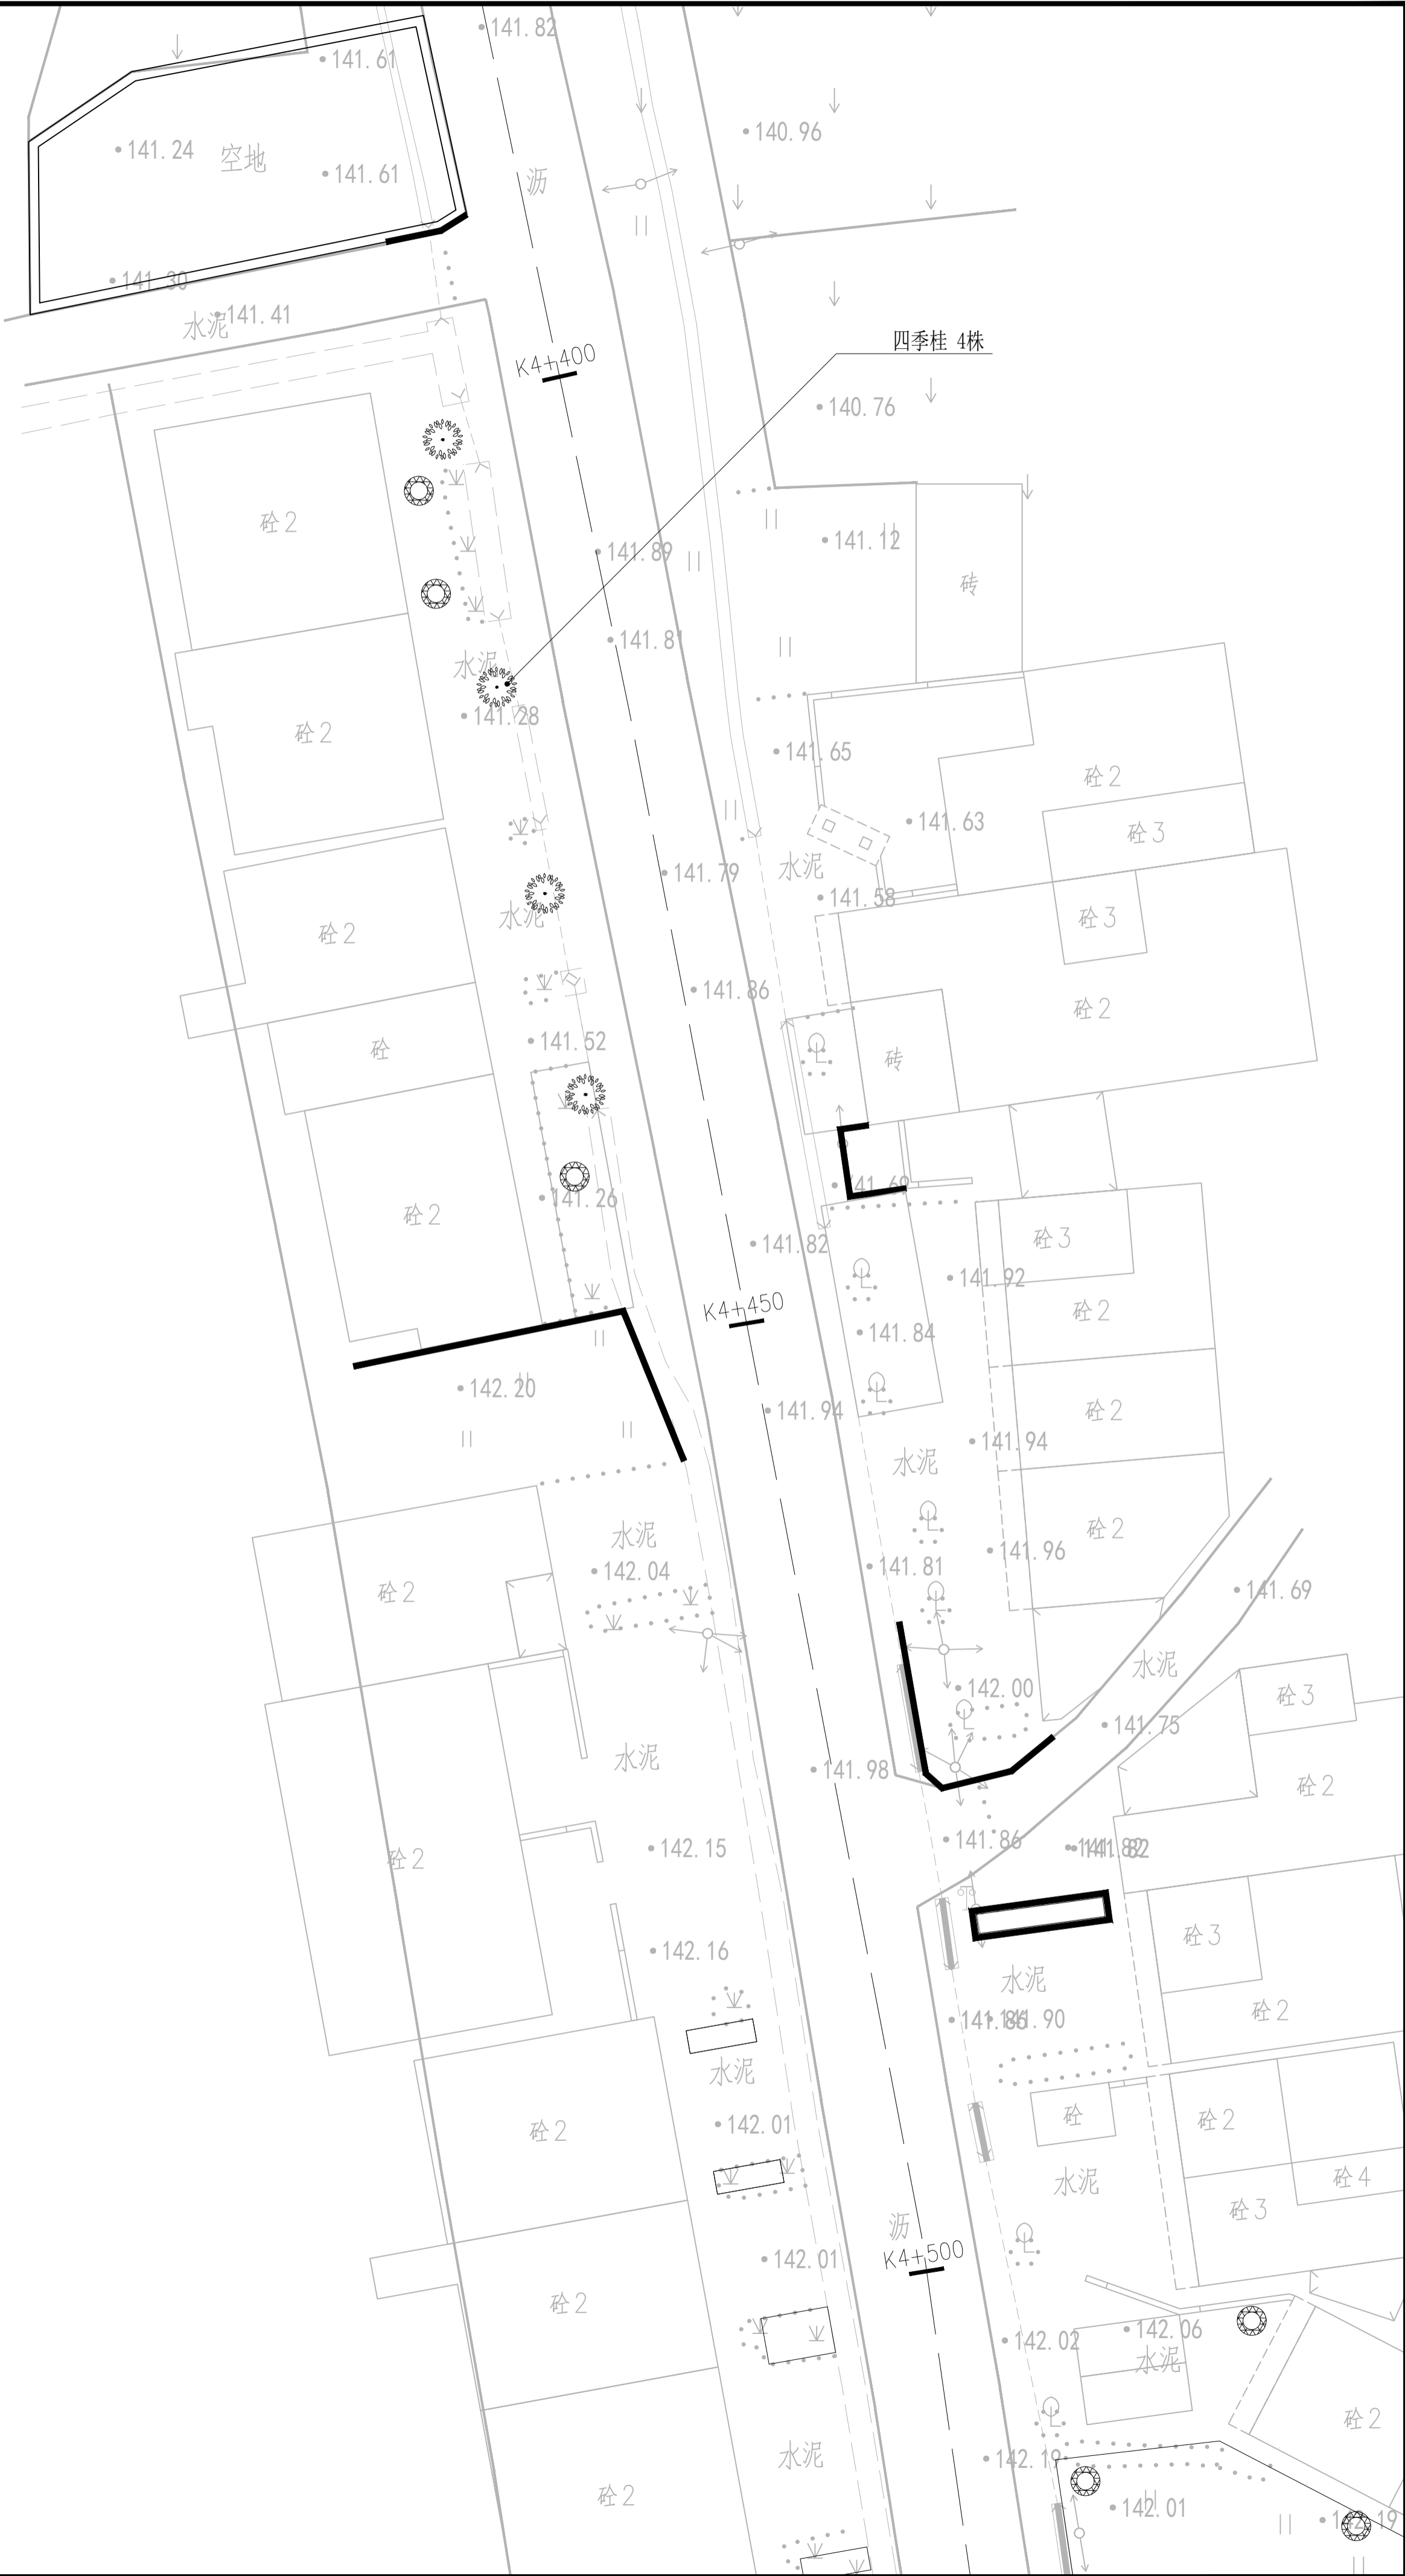 141.82
141.61
140.96
141.24
空地
141.61
沥
141.30
141.41
水泥
四季桂 4株
K4+400
140.76
砼2
141.12
141.89
砖
141.81
水泥
141.28
砼2
141.65
砼2
141.63
砼3
水泥
141.79
141.58
水泥
砼3
砼2
141.86
砼2
141.52
砼
砖
141.69
141.26
砼2
141.82
砼3
141.92
K4+450
砼2
141.84
142.20
141.94
砼2
141.94
水泥
水泥
砼2
142.04
141.96
141.81
砼2
141.69
水泥
142.00
砼3
141.75
水泥
141.98
砼2
142.15
141.86
141.82
砼2
142.16
砼3
水泥
141.86
141.90
砼2
水泥
142.01
砼
砼2
砼2
水泥
砼4
砼3
沥
142.01
K4+500
砼2
142.06
142.02
水泥
砼2
水泥
142.19
砼2
142.01
142.19